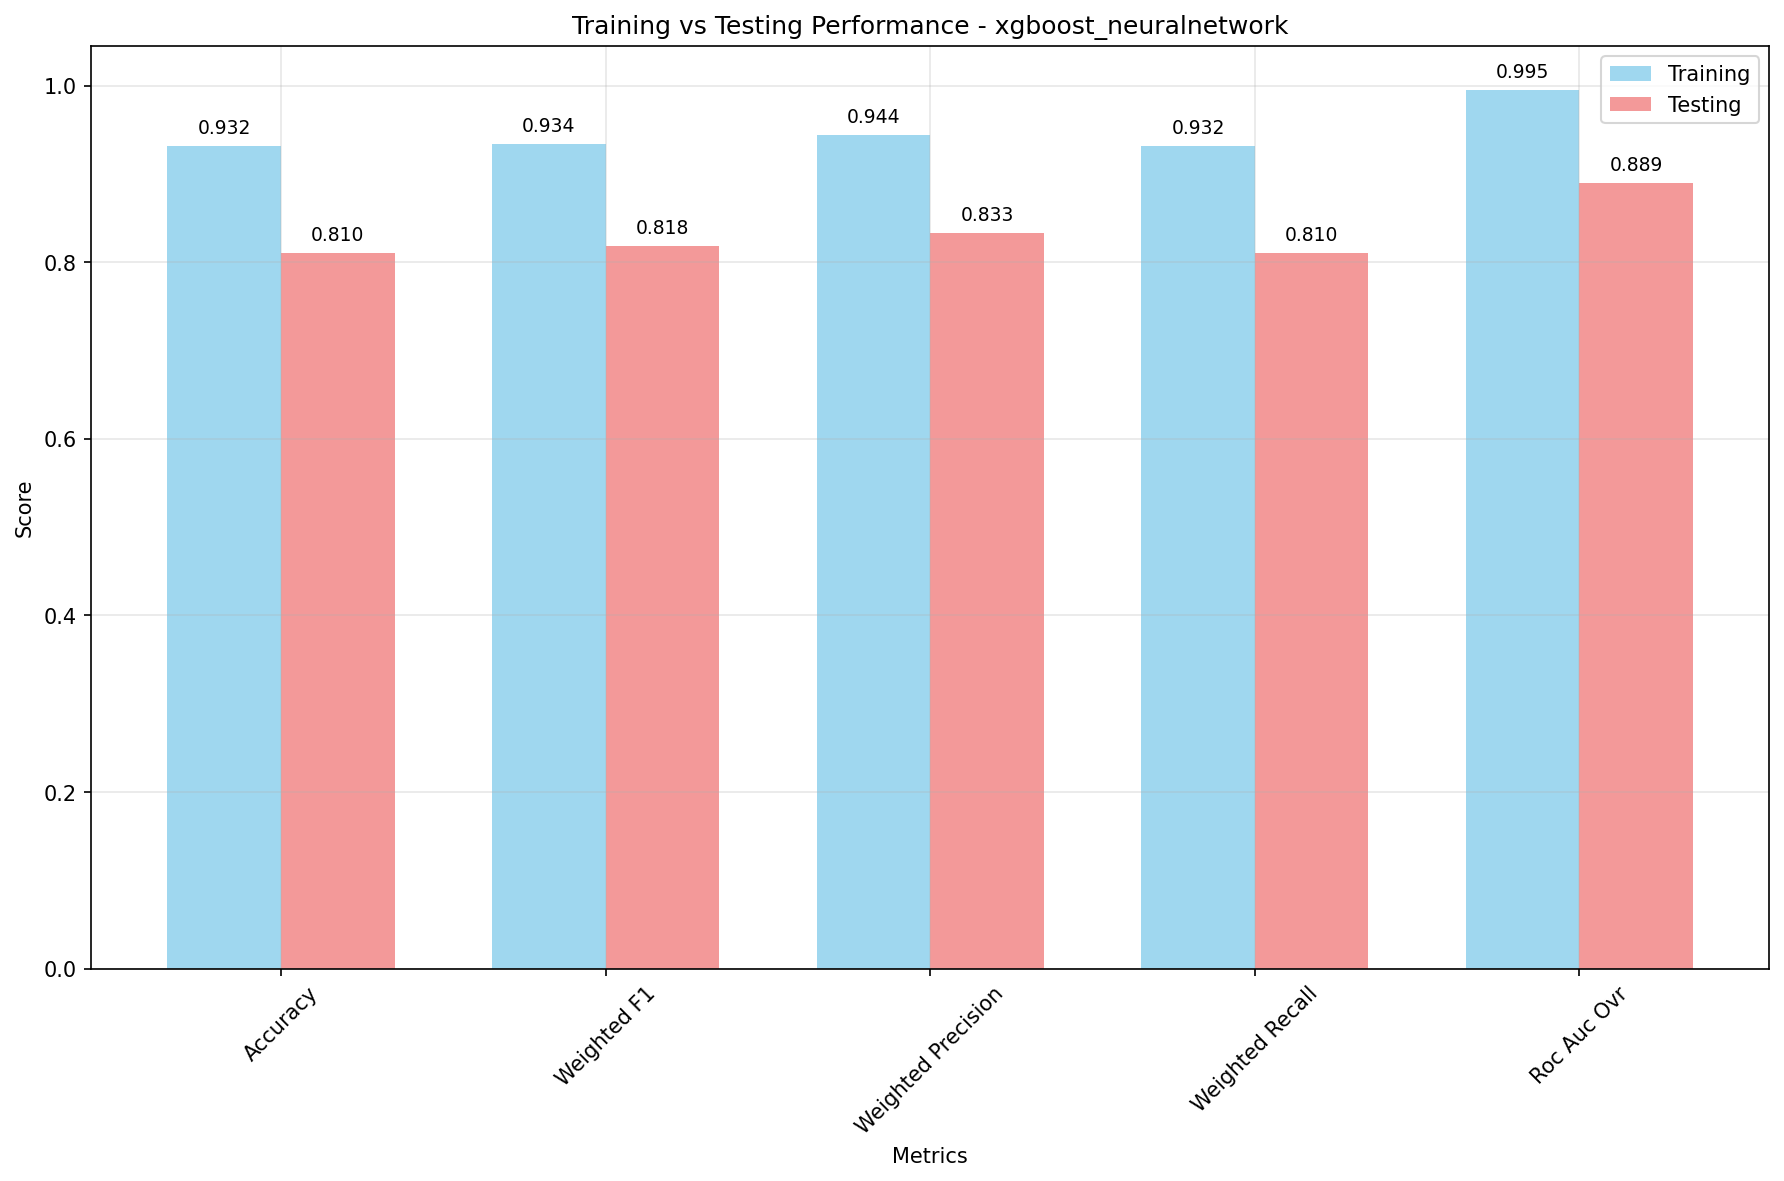 Training vs Testing Performance - xgboost_neuralnetwork
Training
Testing
0.932
0.810
0.934
0.818
0.944
0.833
0.932
0.810
0.995
0.889
1.0
0.8
0.6
0.4
0.2
0.0
Score
Accuracy
Weighted F1
Weighted Precision
Weighted Recall
Roc Auc Ovr
Metrics